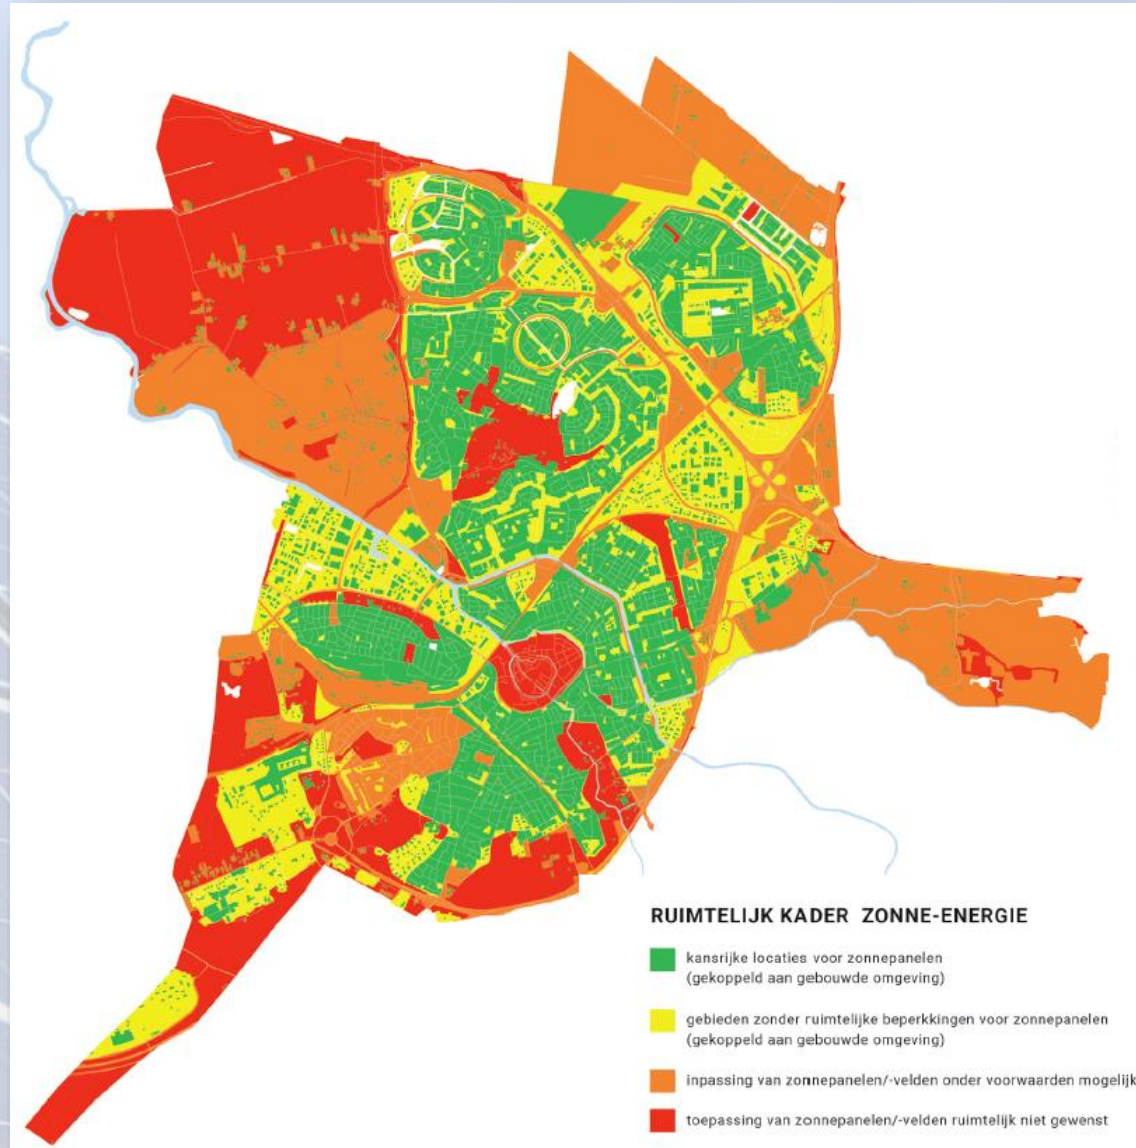 RUIMTELIJK KADER ZONNE-ENERGIE
kansrijke locaties voor zonnepanelen
(gekoppeld aan gebouwde omgeving)
gebieden zonder ruimtelijke beperkkingen voor zonnepanelen
(gekoppeld aan gebouwde omgeving)
inpassing van zonnepanelen/-velden onder voorwaarden mogelijk
toepassing van zonnepanelen/-velden ruimtelijk niet gewenst